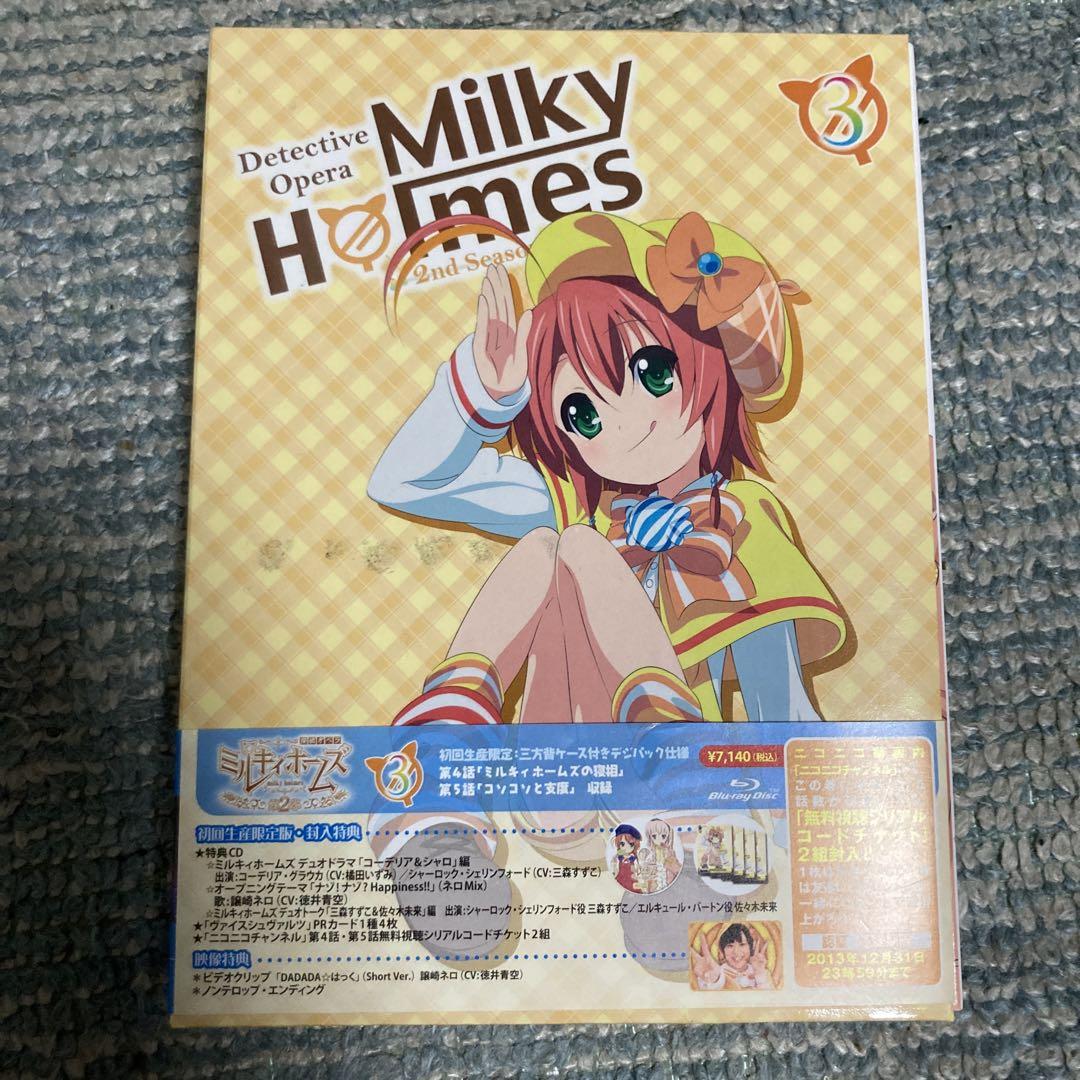 Detective
Opera
Milky
Holmes
2nd Seaso
3
ミルキィホームズ
第2幕
3
初回生産限定:三方背ケース付きデジパック仕様
第4話「ミルキィホームズの寝相」
第5話「コソコソと支度」 収録
¥7,140(税込)
Blu-ray Disc
初回生産限定版・封入特典
★特典CD
☆ミルキィホームズ デュオドラマ「コーデリア&シャロ」編
出演:コーデリア・グラウカ(CV:橘田いずみ)/シャーロック・シェリンフォード(CV:三森すずこ)
☆オープニングテーマ「ナゾ!ナゾ?Happiness!!」(ネロMix)
歌:譲崎ネロ(CV:徳井青空)
☆ミルキィホームズ デュオトーク「三森すずこ&佐々木未来」編 出演:シャーロック・シェリンフォード役 三森すずこ/エルキュール・バートン役 佐々木未来
★「ヴァイスシュヴァルツ」PRカード1種4枚
★「ニコニコチャンネル」第4話・第5話無料視聴シリアルコードチケット2組
映像特典
*ビデオクリップ「DADADA☆はっく」(Short Ver.) 譲崎ネロ(CV:徳井青空)
*ノンテロップ・エンディング
「ニコニコチャンネル」
「無料視聴シリアル
コードチケット」
2組封入!
2013年12月31日
23時59分まで